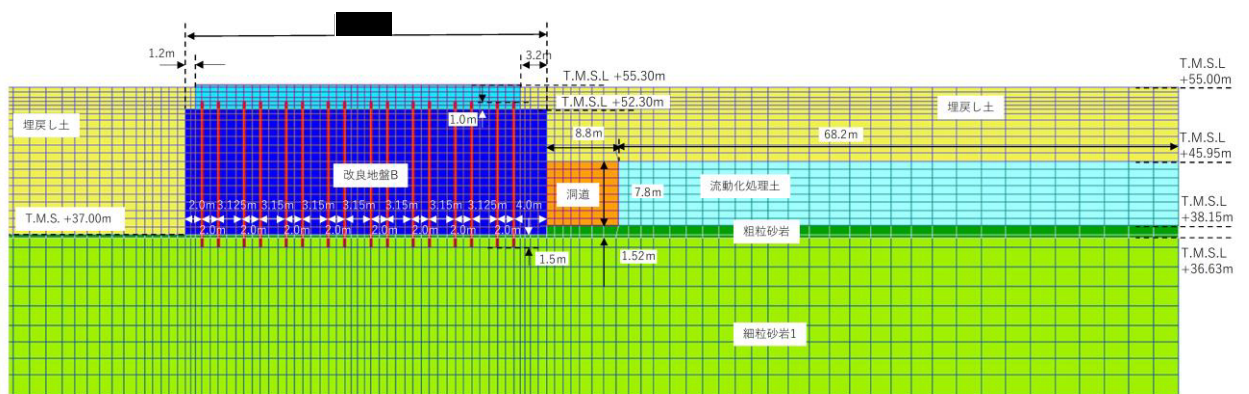 1.2m
3.2m
T.M.S.L +55.30m
T.M.S.L
+55.00m
T.M.S.L +52.30m
埋戻し土
埋戻し土
1.0m
8.8m
68.2m
T.M.S.L
+45.95m
改良地盤B
洞道
7.8m
流動化処理土
2.0m 3.125m 3.15m 3.15m 3.15m 3.15m 3.15m 3.125m 4.0m
T.M.S.L
+38.15m
T.M.S. +37.00m
2.0m 2.0m 2.0m 2.0m 2.0m 2.0m 2.0m
粗粒砂岩
1.5m
1.52m
T.M.S.L
+36.63m
細粒砂岩1